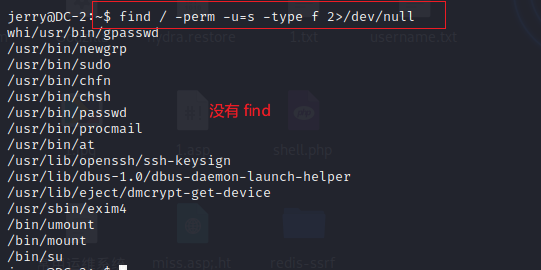 jerry@DC-2:~$ find / -perm -u=s -type f 2>/dev/null
whi/usr/bin/gpasswd
/usr/bin/newgrp
/usr/bin/sudo
/usr/bin/chfn
/usr/bin/chsh
/usr/bin/passwd
没有 find
/usr/bin/procmail
/usr/bin/at
/usr/lib/openssh/ssh-keysign
/usr/lib/dbus-1.0/dbus-daemon-launch-helper
/usr/lib/eject/dmcrypt-get-device
/usr/sbin/exim4
/bin/umount
/bin/mount
/bin/su
jerry@DC-2:~$
ydra.restore
1.txt
username.txt
1.asp
shell.php
miss.asp;.ht
redis-ssrf